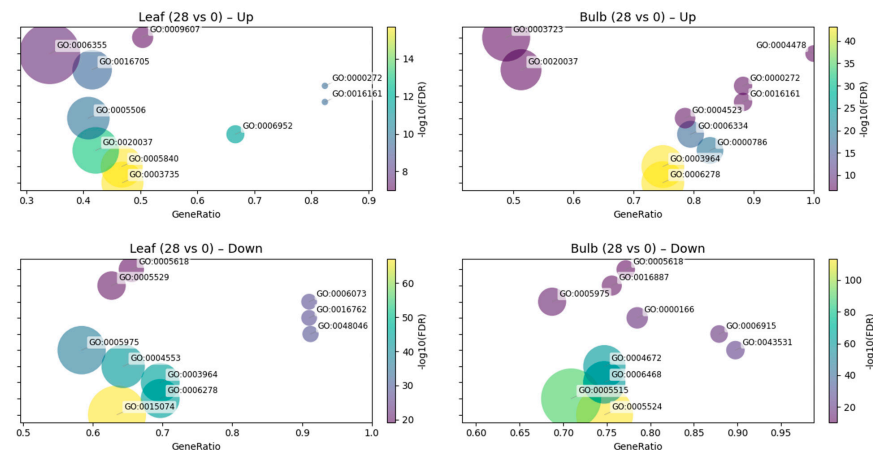 Leaf (28 vs 0) – Up
GO:0009607
GO:0006355
GO:0016705
GO:0000272
GO:0016161
GO:0005506
GO:0006952
GO:0020037
GO:0005840
GO:0003735
0.3 0.4 0.5 0.6 0.7 0.8 0.9
GeneRatio
14
12
10
8
-log10(FDR)
Bulb (28 vs 0) – Up
GO:0003723
GO:0004478
GO:0020037
GO:0000272
GO:0016161
GO:0004523
GO:0006334
GO:0000786
GO:0003964
GO:0006278
0.5 0.6 0.7 0.8 0.9 1.0
GeneRatio
40
35
30
25
20
15
10
-log10(FDR)
Leaf (28 vs 0) – Down
GO:0005618
GO:0005529
GO:0006073
GO:0016762
GO:0048046
GO:0005975
GO:0004553
GO:0003964
GO:0006278
GO:0015074
0.5 0.6 0.7 0.8 0.9 1.0
GeneRatio
60
50
40
30
20
-log10(FDR)
Bulb (28 vs 0) – Down
GO:0005618
GO:0016887
GO:0005975
GO:0000166
GO:0006915
GO:0043531
GO:0004672
GO:0006468
GO:0005515
GO:0005524
0.60 0.65 0.70 0.75 0.80 0.85 0.90 0.95
GeneRatio
100
80
60
40
20
-log10(FDR)